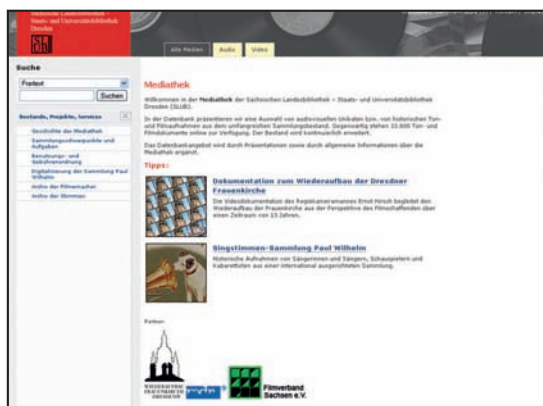 Sächsische Landesbibliothek –
Staats- und Universitätsbibliothek
Dresden
SLUB
Alle Medien
Audio
Video
Suche
Freitext
Suchen
Bestände, Projekte, Services
Geschichte der Mediathek
Sammlungsschwerpunkte und
Aufgaben
Benutzungs- und
Gebührenordnung
Digitalisierung der Sammlung Paul
Wilhelm
Archiv der Filmemacher
Archiv der Stimmen
Mediathek
Willkommen in der Mediathek der Sächsischen Landesbibliothek – Staats- und Universitätsbibliothek
Dresden (SLUB).
In der Datenbank präsentieren wir eine Auswahl von audiovisuellen Unikaten bzw. von historischen Ton-
und Filmaufnahmen aus dem umfangreichen Sammlungsbestand. Gegenwärtig stehen Ton- und
Filmdokumente online zur Verfügung. Der Bestand wird kontinuierlich erweitert.
Das Datenbankangebot wird durch Präsentationen sowie durch allgemeine Informationen über die
Mediathek ergänzt.
Tipps:
Dokumentation zum Wiederaufbau der Dresdner
Frauenkirche
Die Videodokumentation des Regiekameramannes Ernst Hirsch begleitet den
Wiederaufbau der Frauenkirche aus der Perspektive des Filmschaffenden über
einen Zeitraum von 13 Jahren.
Singstimmen-Sammlung Paul Wilhelm
Historische Aufnahmen von Sängerinnen und Sängern, Schauspielern und
Kabarettisten aus einer international ausgerichteten Sammlung.
Partner:
FRAUENKIRCHE
DRESDEN
Filmverband
Sachsen e.V.